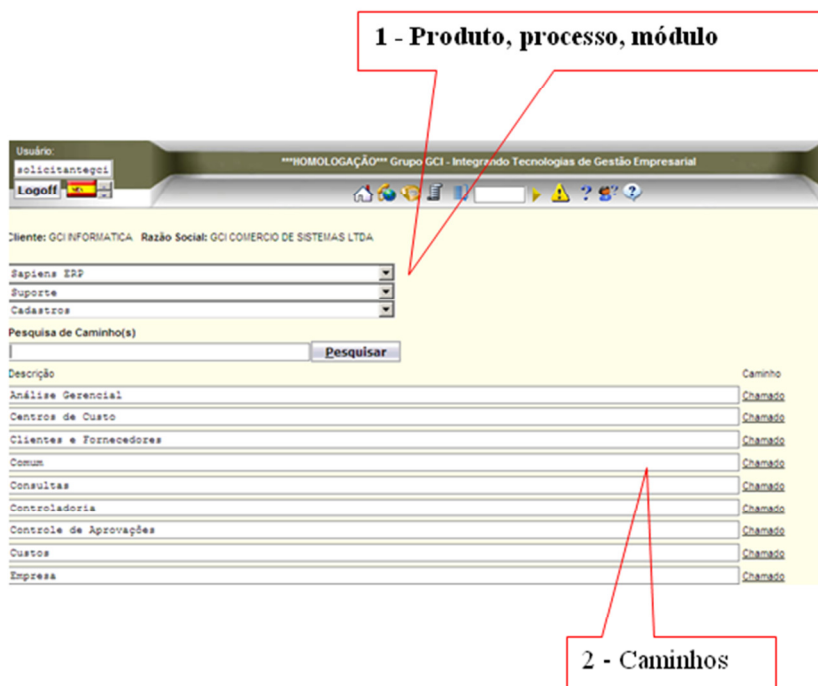 1 - Produto, processo, módulo
Usuário:
solicitantegci
***HOMOLOGAÇÃO*** Grupo GCI - Integrando Tecnologias de Gestão Empresarial
Logoff
Cliente: GCI INFORMATICA Razão Social: GCI COMERCIO DE SISTEMAS LTDA
Sapiens ERP
Suporte
Cadastros
Pesquisa de Caminho(s)
Pesquisar
Descrição Caminho
Análise Gerencial Chamado
Centros de Custo Chamado
Clientes e Fornecedores Chamado
Comum Chamado
Consultas Chamado
Controladoria Chamado
Controle de Aprovações Chamado
Custos Chamado
Empresa Chamado
2 - Caminhos